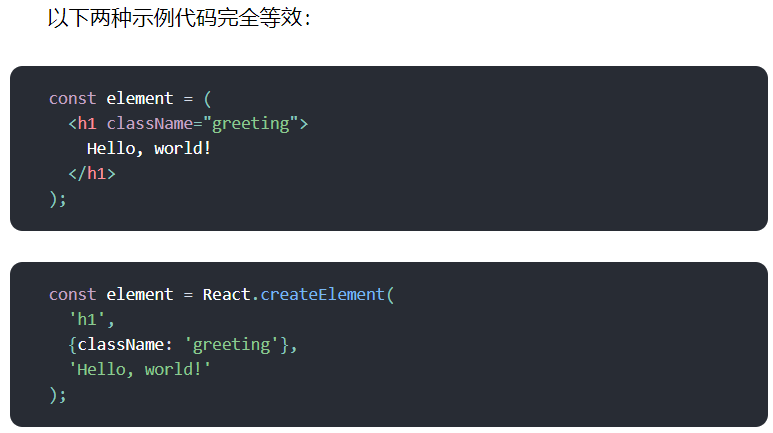 以下两种示例代码完全等效：
const element = (
  <h1 className="greeting">
    Hello, world!
  </h1>
);
const element = React.createElement(
  'h1',
  {className: 'greeting'},
  'Hello, world!'
);